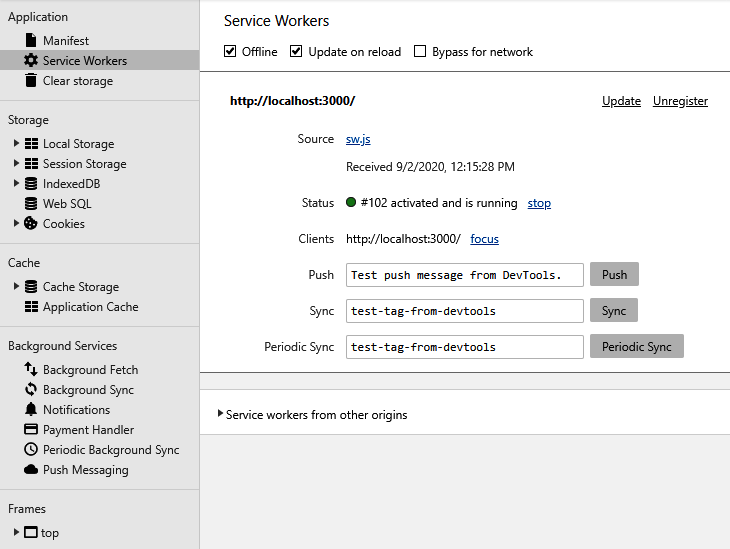 Application
Manifest
Service Workers
Clear storage
Storage
Local Storage
Session Storage
IndexedDB
Web SQL
Cookies
Cache
Cache Storage
Application Cache
Background Services
Background Fetch
Background Sync
Notifications
Payment Handler
Periodic Background Sync
Push Messaging
Frames
top
Service Workers
Offline Update on reload Bypass for network
http://localhost:3000/ Update Unregister
Source sw.js
Received 9/2/2020, 12:15:28 PM
Status #102 activated and is running stop
Clients http://localhost:3000/ focus
Push Test push message from DevTools. Push
Sync test-tag-from-devtools Sync
Periodic Sync test-tag-from-devtools Periodic Sync
Service workers from other origins